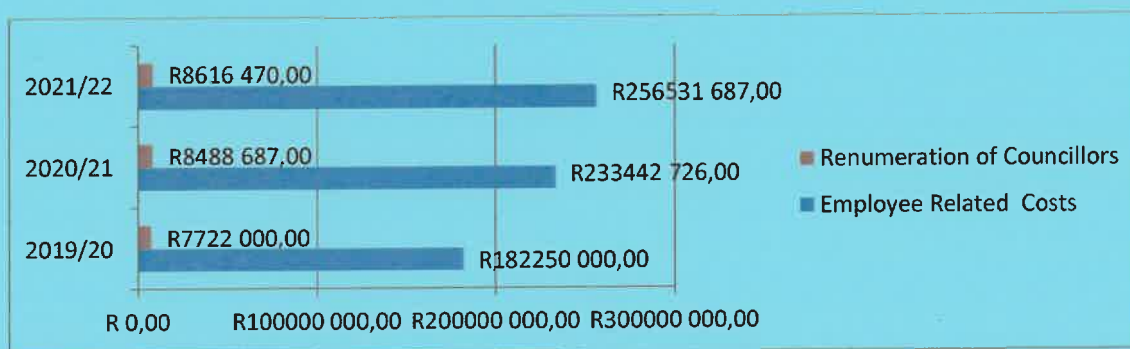 2021/22
R8616 470,00
R256531 687,00
2020/21
R8488 687,00
R233442 726,00
2019/20
R7722 000,00
R182250 000,00
R 0,00 R100000 000,00 R200000 000,00 R300000 000,00
Renumeration of Councillors
Employee Related Costs